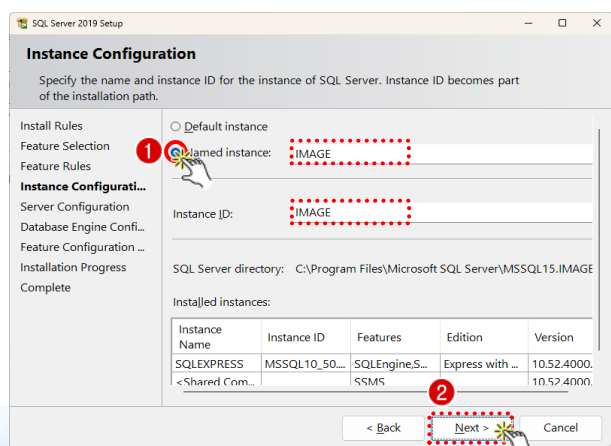 SQL Server 2019 Setup
Instance Configuration
Specify the name and instance ID for the instance of SQL Server. Instance ID becomes part
of the installation path.
Install Rules
Feature Selection
Feature Rules
Instance Configurati...
Server Configuration
Database Engine Confi...
Feature Configuration ...
Installation Progress
Complete
Default instance
1
Named instance: IMAGE
Instance ID: IMAGE
SQL Server directory: C:\Program Files\Microsoft SQL Server\MSSQL15.IMAGE
Installed instances:
Instance Name Instance ID Features Edition Version
SQLEXPRESS MSSQL10_50.... SQLEngine,S... Express with ... 10.52.4000.
<Shared Com... SSMS 10.52.4000.
2
< Back Next > Cancel